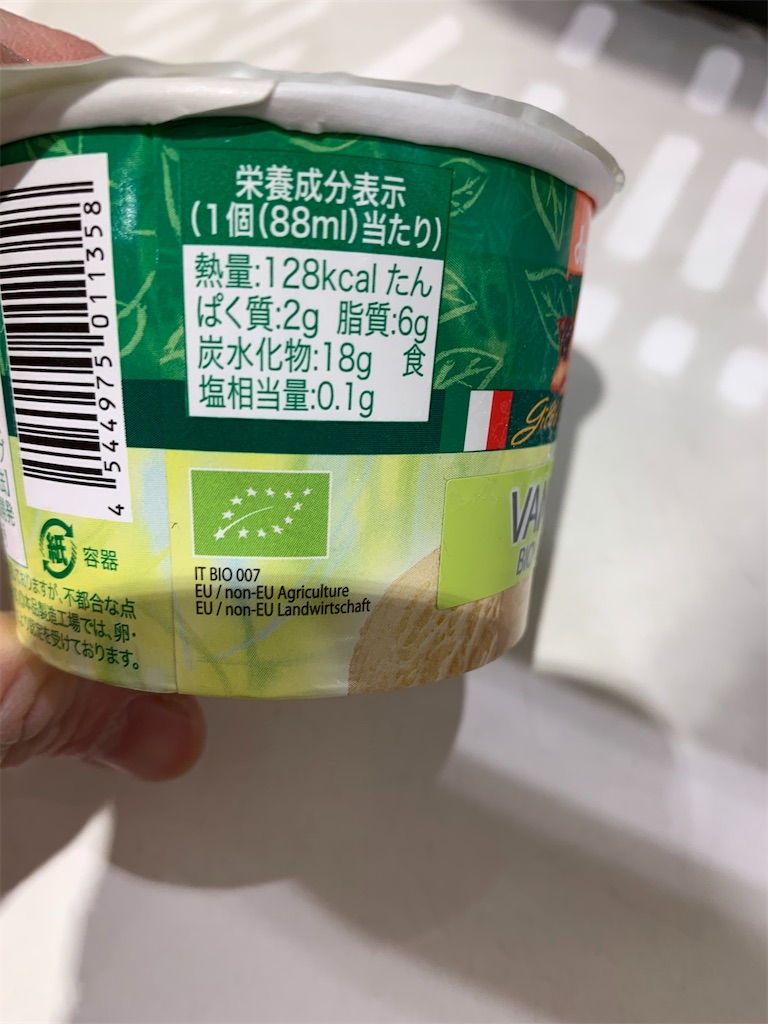 栄養成分表示
(1個(88ml)当たり)
熱量:128kcal たん
ぱく質:2g 脂質:6g
炭水化物:18g 食
塩相当量:0.1g
4 544975 011358
紙 容器
ますが、不都合な点
製造工場では、卵・
を受けております。
IT BIO 007
EU / non-EU Agriculture
EU / non-EU Landwirtschaft